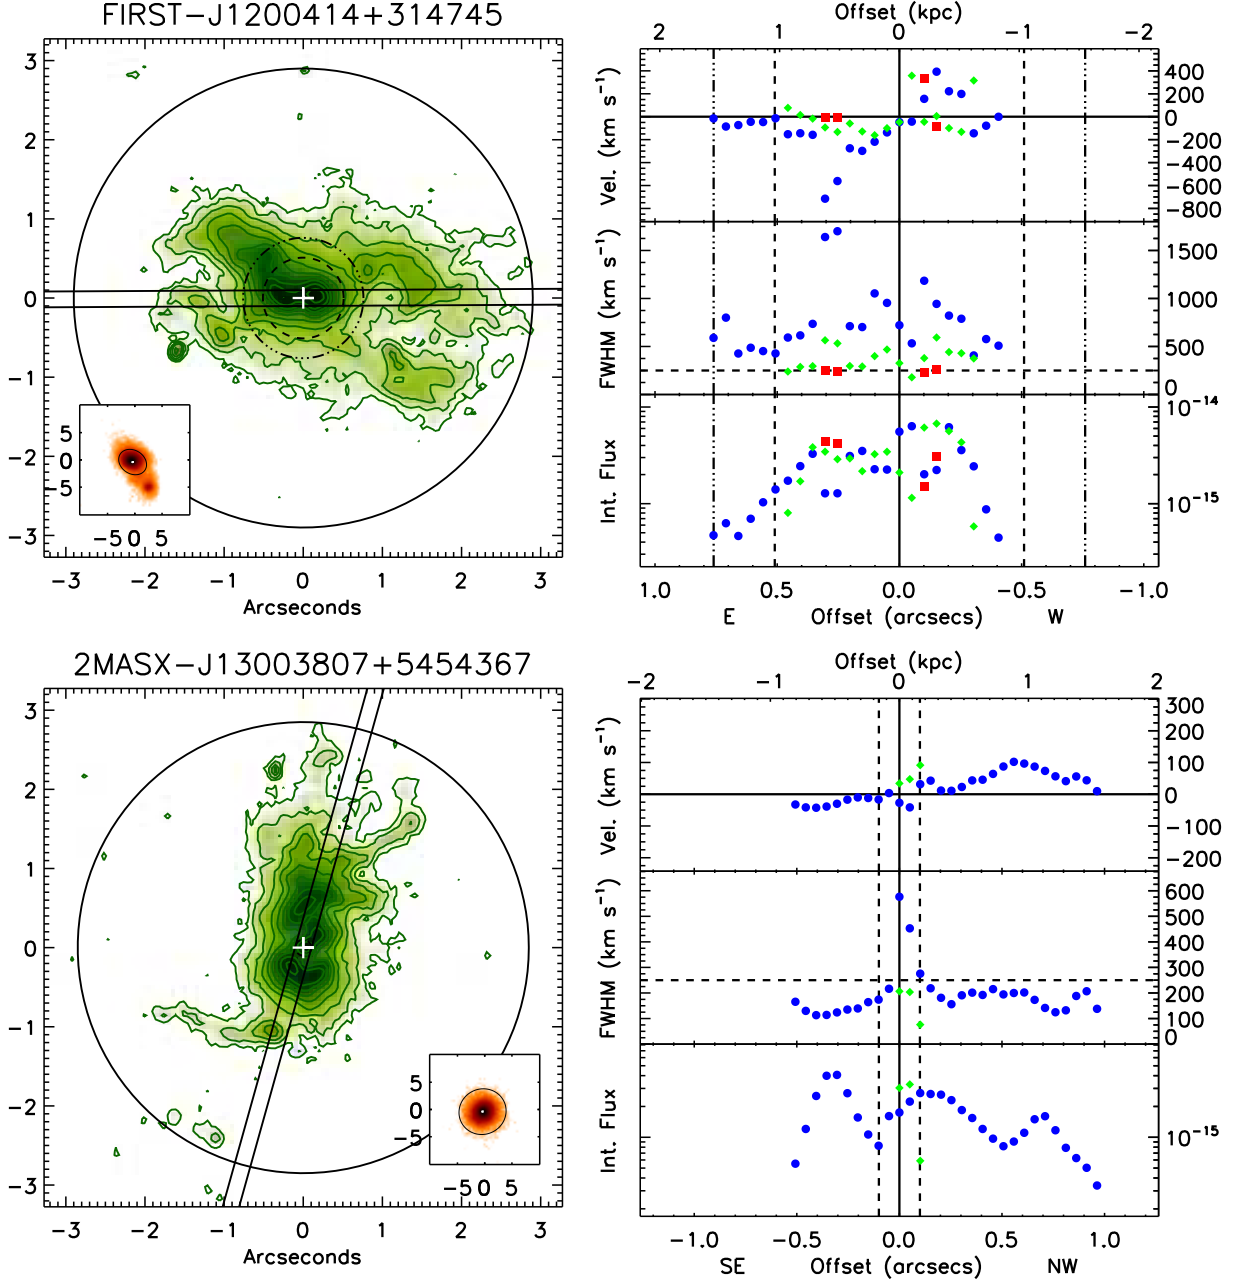 FIRST−J1200414+314745
3
2
1
0
−1
−2
−3
5
0
−5
−5 0 5
−3 −2 −1 0 1 2 3
Arcseconds
Offset (kpc)
2 1 0 −1 −2
Vel. (km s⁻¹)
400
200
0
−200
−400
−600
−800
FWHM (km s⁻¹)
1500
1000
500
0
Int. Flux
10⁻¹⁴
10⁻¹⁵
1.0 0.5 0.0 −0.5 −1.0
E Offset (arcsecs) W
2MASX−J13003807+5454367
3
2
1
0
−1
−2
−3
5
0
−5
−5 0 5
−3 −2 −1 0 1 2 3
Arcseconds
Offset (kpc)
−2 −1 0 1 2
Vel. (km s⁻¹)
300
200
100
0
−100
−200
FWHM (km s⁻¹)
600
500
400
300
200
100
0
Int. Flux
10⁻¹⁵
−1.0 −0.5 0.0 0.5 1.0
SE Offset (arcsecs) NW